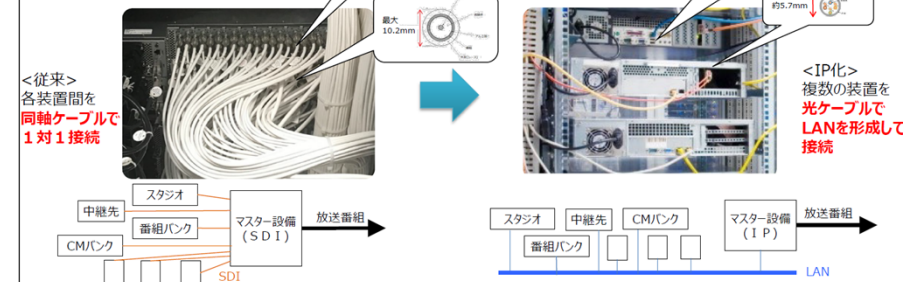 最大
10.2mm
約5.7mm
<従来>
各装置間を
同軸ケーブルで
1対1接続
<IP化>
複数の装置を
光ケーブルで
LANを形成して
接続
スタジオ
中継先
番組バンク
CMバンク
マスター設備
(SDI)
放送番組
SDI
スタジオ
中継先
CMバンク
番組バンク
マスター設備
(IP)
放送番組
LAN